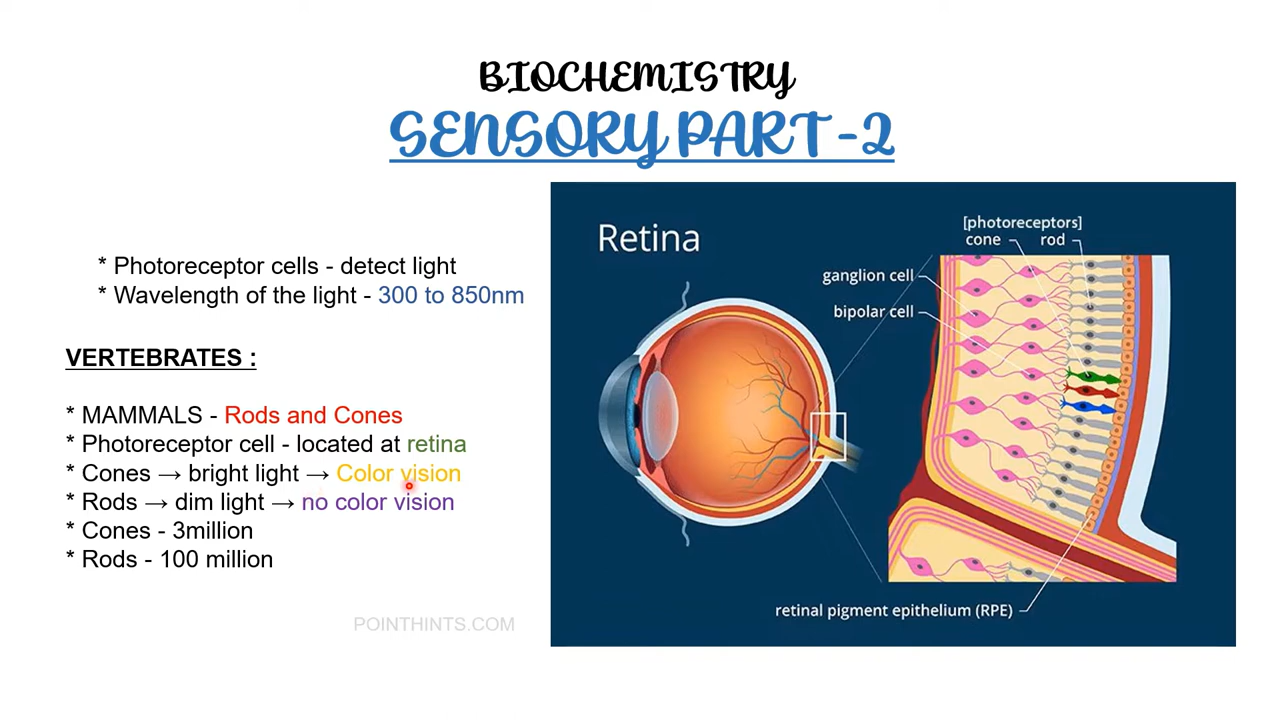 BIOCHEMISTRY
SENSORY PART-2
* Photoreceptor cells - detect light
* Wavelength of the light - 300 to 850nm
VERTEBRATES :
* MAMMALS - Rods and Cones
* Photoreceptor cell - located at retina
* Cones → bright light → Color vision
* Rods → dim light → no color vision
* Cones - 3million
* Rods - 100 million
POINTHINTS.COM
Retina
[photoreceptors]
cone rod
ganglion cell
bipolar cell
retinal pigment epithelium (RPE)